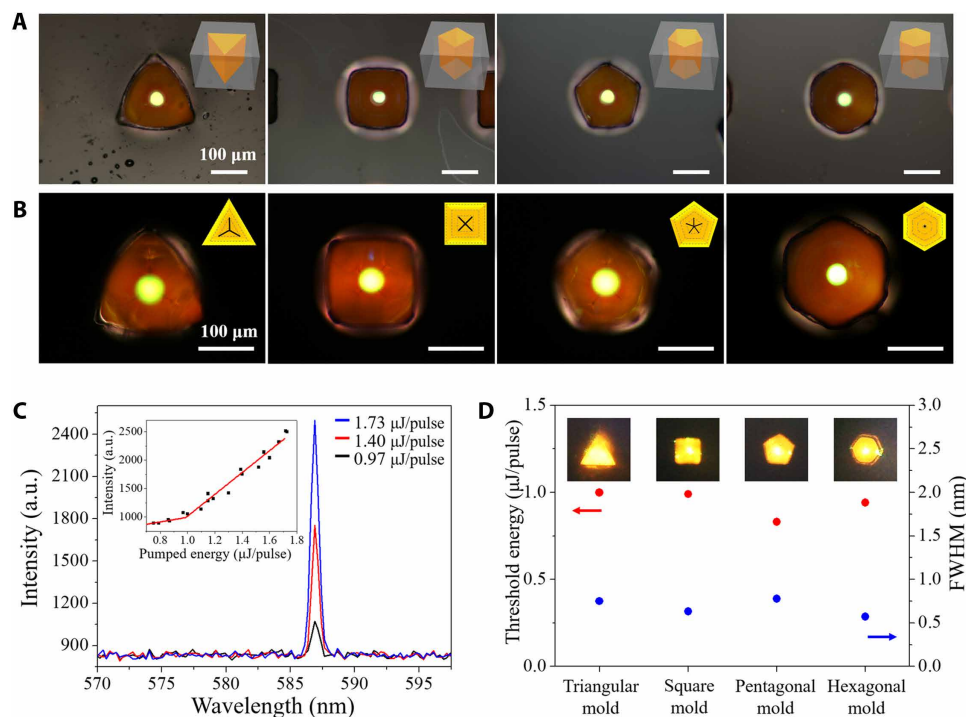 A
100 μm
B
100 μm
C
D
2400
2100
1800
1500
1200
900
Intensity (a.u.)
570
575
580
585
590
595
Wavelength (nm)
1.73 μJ/pulse
1.40 μJ/pulse
0.97 μJ/pulse
2500
2000
1500
1000
Intensity (a.u.)
0.8 1.0 1.2 1.4 1.6 1.8
Pumped energy (μJ/pulse)
1.5
1.0
0.5
0.0
Threshold energy (μJ/pulse)
3.0
2.5
2.0
1.5
1.0
0.5
0.0
FWHM (nm)
Triangular
mold
Square
mold
Pentagonal
mold
Hexagonal
mold